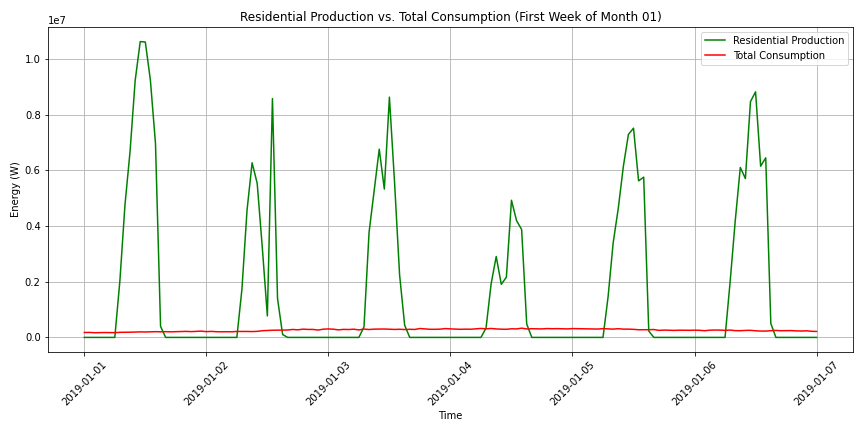 Residential Production vs. Total Consumption (First Week of Month 01)
1e7
Residential Production
Total Consumption
Energy (W)
1.0
0.8
0.6
0.4
0.2
0.0
2019-01-01
2019-01-02
2019-01-03
2019-01-04
2019-01-05
2019-01-06
2019-01-07
Time